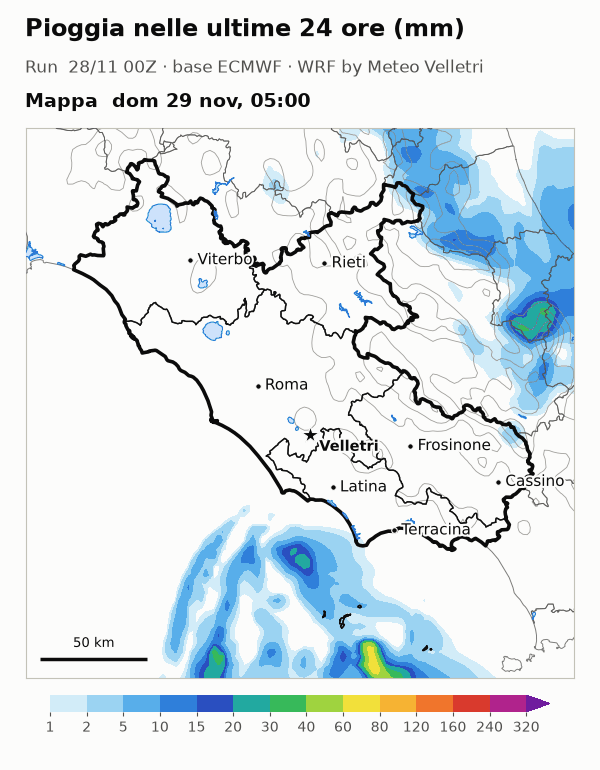 Pioggia nelle ultime 24 ore (mm)
Run 28/11 00Z · base ECMWF · WRF by Meteo Velletri
Mappa dom 29 nov, 05:00
Viterbo
Rieti
Roma
Velletri
Frosinone
Latina
Cassino
Terracina
50 km
1 2 5 10 15 20 30 40 60 80 120 160 240 320